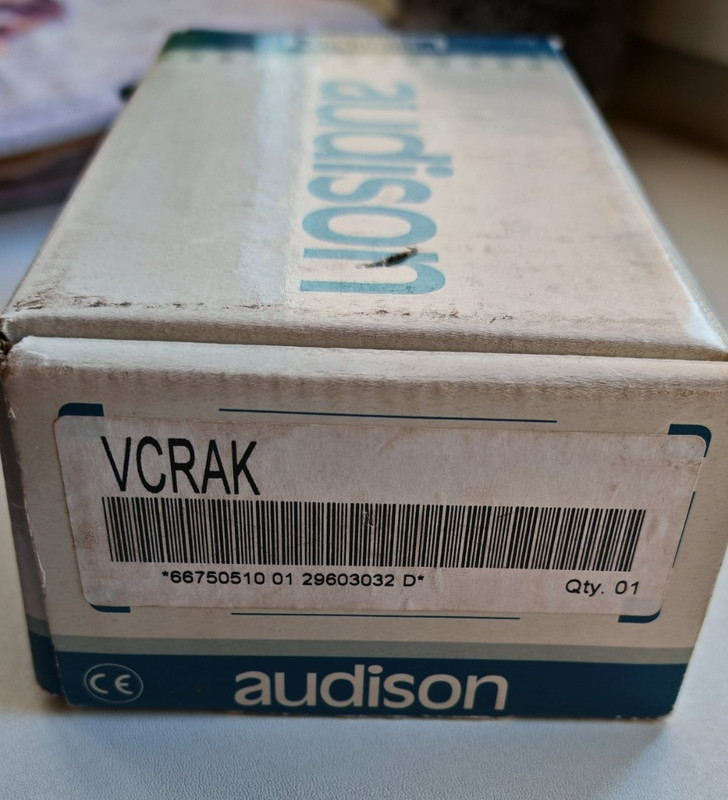 audison
VCRAK
*66750510 01 29603032 D*
Qty. 01
CE
audison